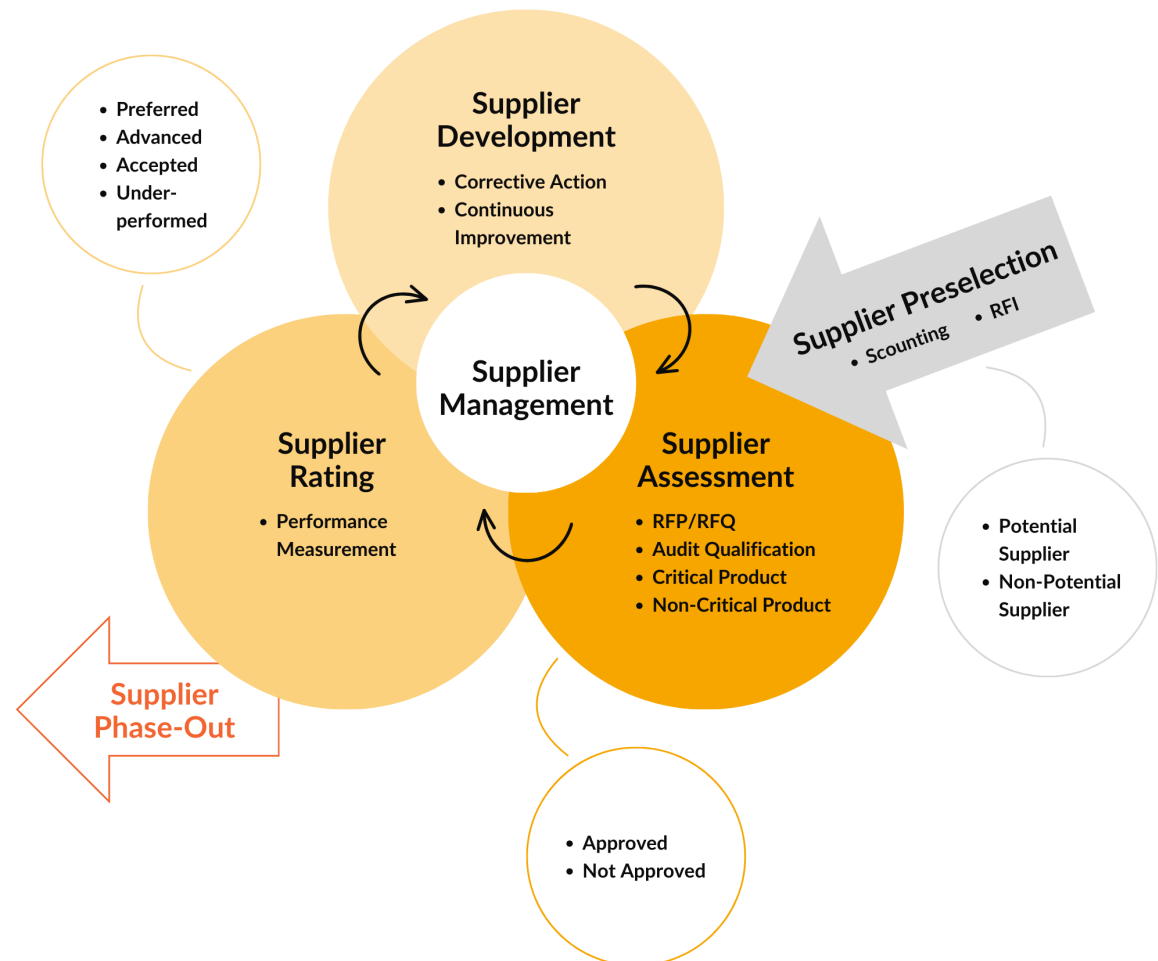 Supplier
Development
• Corrective Action
• Continuous
Improvement
• Preferred
• Advanced
• Accepted
• Under-
performed
Supplier Preselection
• Scounting • RFI
Supplier
Management
Supplier
Rating
• Performance
Measurement
Supplier
Assessment
• RFP/RFQ
• Audit Qualification
• Critical Product
• Non-Critical Product
• Potential
Supplier
• Non-Potential
Supplier
Supplier
Phase-Out
• Approved
• Not Approved